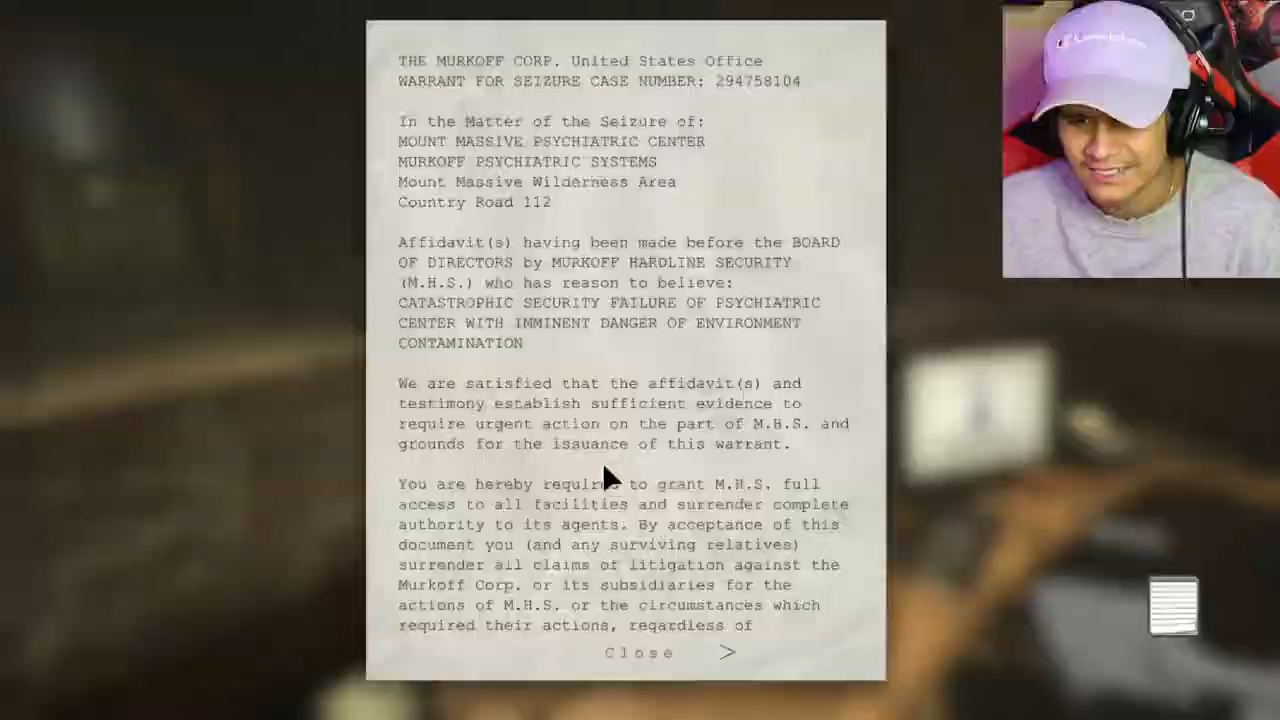 THE MURKOFF CORP. United States Office
WARRANT FOR SEIZURE CASE NUMBER: 294758104
In the Matter of the Seizure of:
MOUNT MASSIVE PSYCHIATRIC CENTER
MURKOFF PSYCHIATRIC SYSTEMS
Mount Massive Wilderness Area
Country Road 112
Affidavit(s) having been made before the BOARD
OF DIRECTORS by MURKOFF HARDLINE SECURITY
(M.H.S.) who has reason to believe:
CATASTROPHIC SECURITY FAILURE OF PSYCHIATRIC
CENTER WITH IMMINENT DANGER OF ENVIRONMENT
CONTAMINATION
We are satisfied that the affidavit(s) and
testimony establish sufficient evidence to
require urgent action on the part of M.H.S. and
grounds for the issuance of this warrant.
You are hereby required to grant M.H.S. full
access to all facilities and surrender complete
authority to its agents. By acceptance of this
document you (and any surviving relatives)
surrender all claims of litigation against the
Murkoff Corp. or its subsidiaries for the
actions of M.H.S. or the circumstances which
required their actions, regardless of
Close >